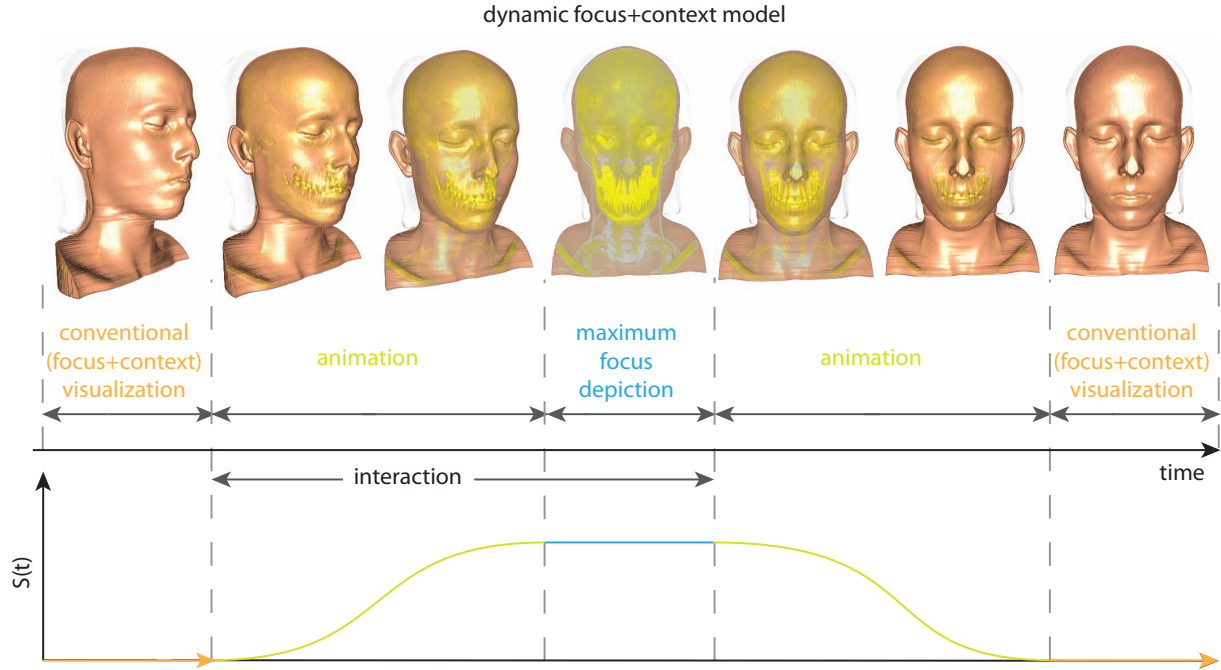 dynamic focus+context model
conventional
(focus+context)
visualization
animation
maximum
focus
depiction
animation
conventional
(focus+context)
visualization
interaction
time
S(t)